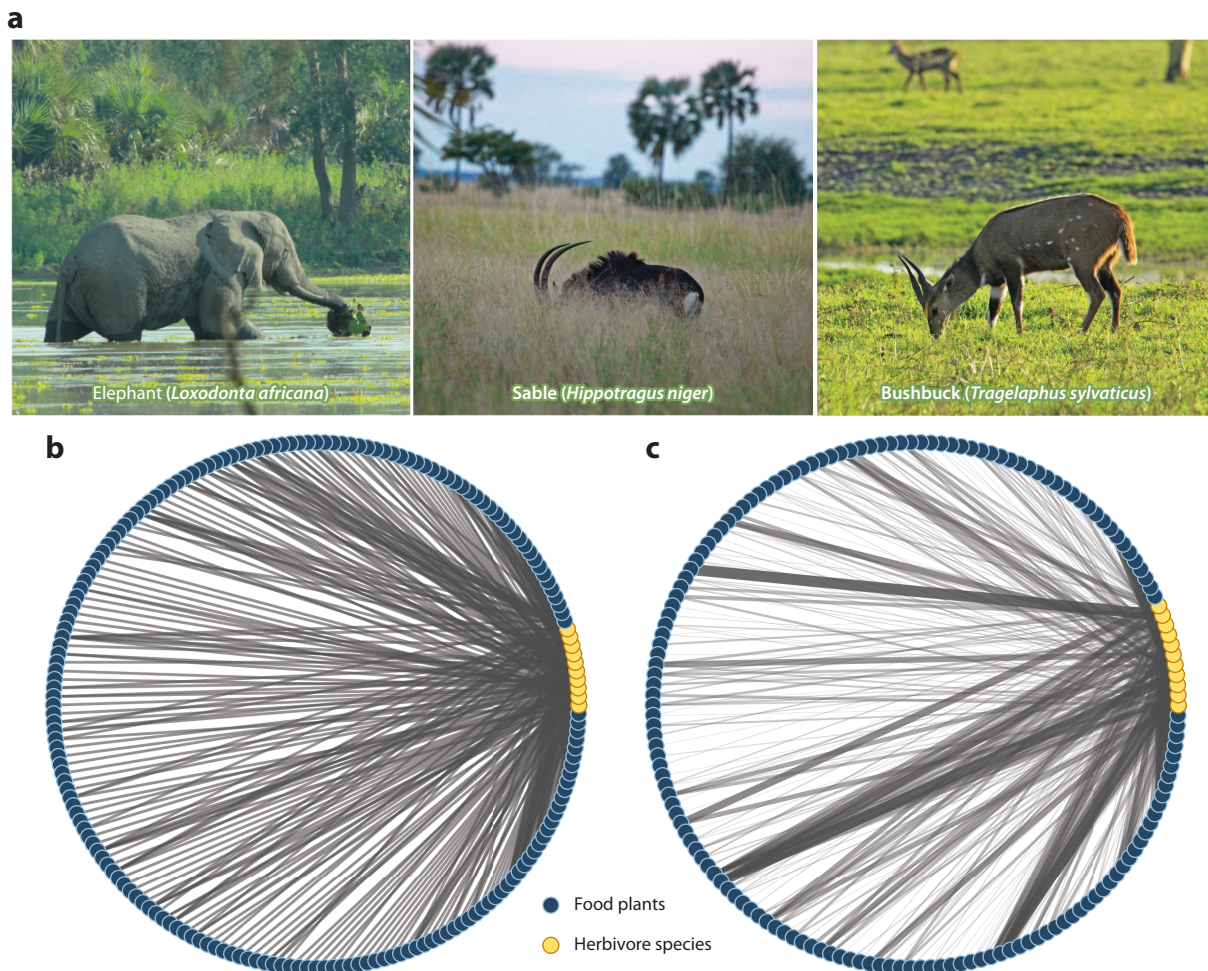 a
Elephant (Loxodonta africana)
Sable (Hippotragus niger)
Bushbuck (Tragelaphus sylvaticus)
b
c
Food plants
Herbivore species